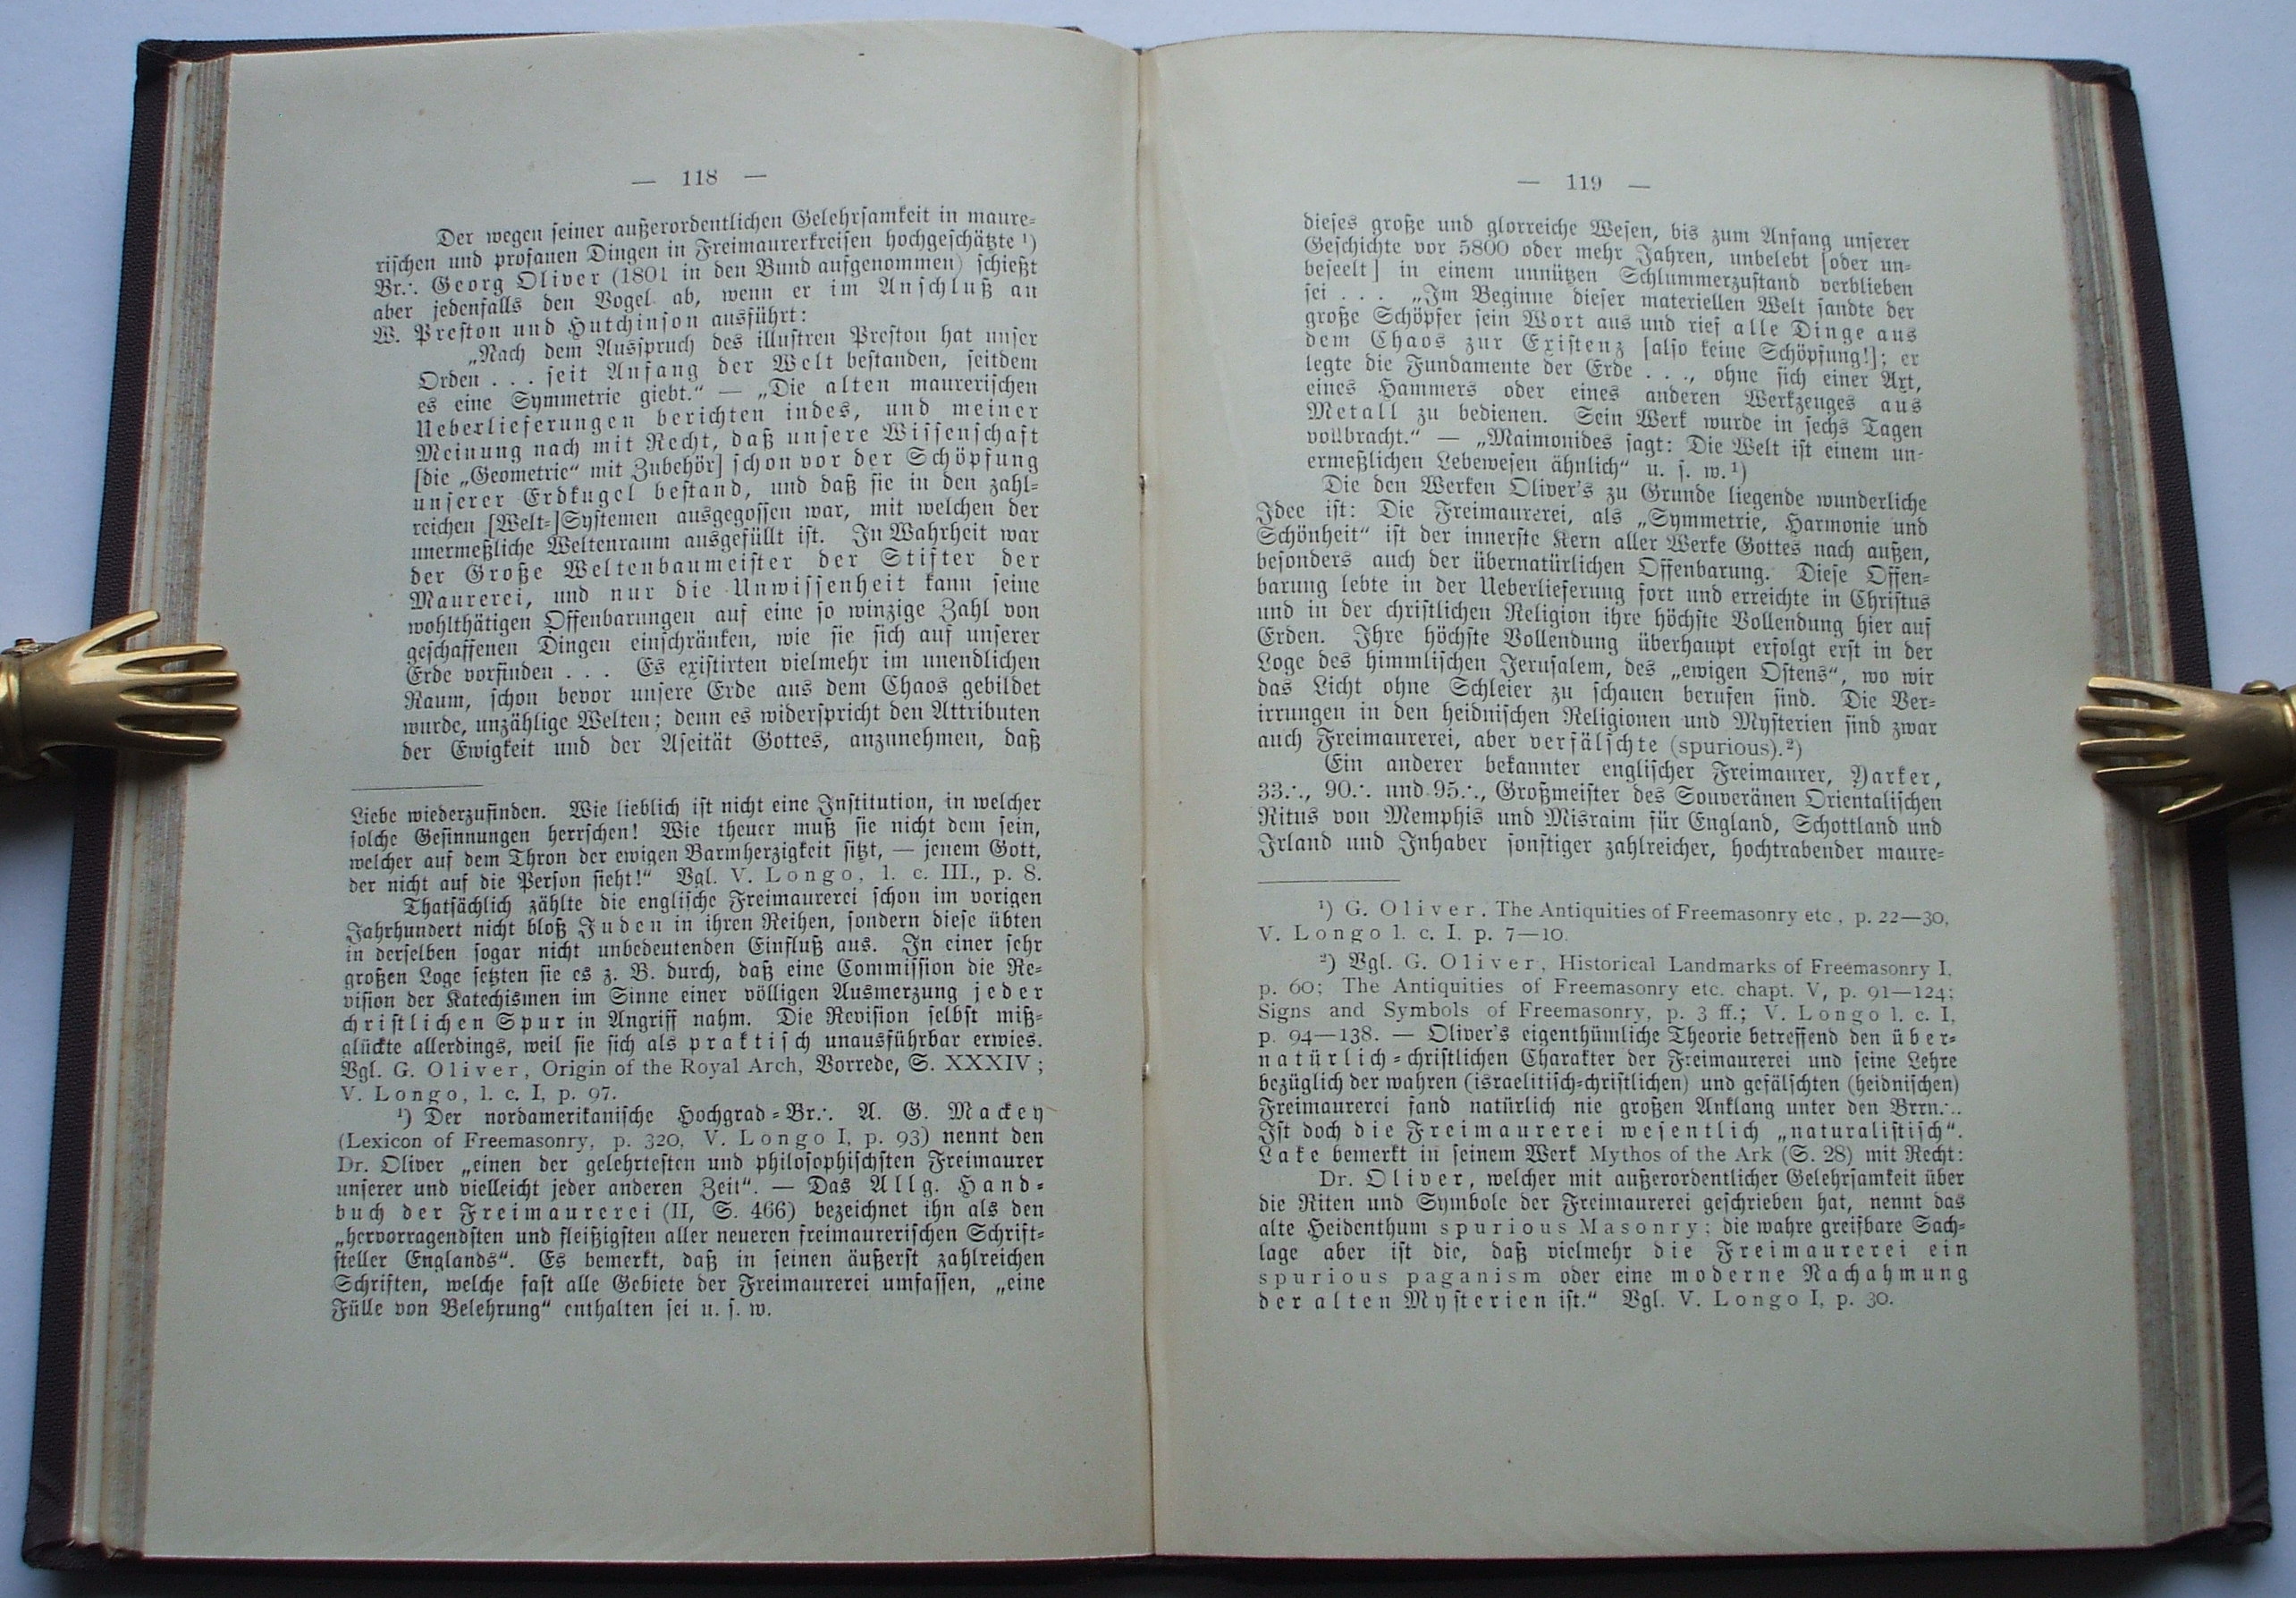 — 118 —
Der wegen seiner außerordentlichen Gelehrsamkeit in maure-
rischen und profanen Dingen in Freimaurerkreisen hochgeschätzte ¹)
Br.·. Georg Oliver (1801 in den Bund aufgenommen) schießt
aber jedenfalls den Vogel ab, wenn er im Anschluß an
W. Preston und Hutchinson ausführt:
„Nach dem Ausspruch des illustren Preston hat unser
Orden . . . seit Anfang der Welt bestanden, seitdem
es eine Symmetrie giebt.“ — „Die alten maurerischen
Ueberlieferungen berichten indes, und meiner
Meinung nach mit Recht, daß unsere Wissenschaft
[die „Geometrie“ mit Zubehör] schon vor der Schöpfung
unserer Erdkugel bestand, und daß sie in den zahl-
reichen [Welt-]Systemen ausgegossen war, mit welchen der
unermeßliche Weltenraum ausgefüllt ist. In Wahrheit war
der Große Weltenbaumeister der Stifter der
Maurerei, und nur die Unwissenheit kann seine
wohlthätigen Offenbarungen auf eine so winzige Zahl von
geschaffenen Dingen einschränken, wie sie sich auf unserer
Erde vorfinden . . . Es existirten vielmehr im unendlichen
Raum, schon bevor unsere Erde aus dem Chaos gebildet
wurde, unzählige Welten; denn es widerspricht den Attributen
der Ewigkeit und der Aseität Gottes, anzunehmen, daß
Liebe wiederzufinden. Wie lieblich ist nicht eine Institution, in welcher
solche Gesinnungen herrschen! Wie theuer muß sie nicht dem sein,
welcher auf dem Thron der ewigen Barmherzigkeit sitzt, — jenem Gott,
der nicht auf die Person sieht!“ Vgl. V. Longo, l. c. III., p. 8.
Thatsächlich zählte die englische Freimaurerei schon im vorigen
Jahrhundert nicht bloß Juden in ihren Reihen, sondern diese übten
in derselben sogar nicht unbedeutenden Einfluß aus. In einer sehr
großen Loge setzten sie es z. B. durch, daß eine Commission die Re-
vision der Katechismen im Sinne einer völligen Ausmerzung jeder
christlichen Spur in Angriff nahm. Die Revision selbst miß-
glückte allerdings, weil sie sich als praktisch unausführbar erwies.
Vgl. G. Oliver, Origin of the Royal Arch, Vorrede, S. XXXIV;
V. Longo, l. c. I, p. 97.
¹) Der nordamerikanische Hochgrad-Br.·. A. G. Mackey
(Lexicon of Freemasonry, p. 320, V. Longo I, p. 93) nennt den
Dr. Oliver „einen der gelehrtesten und philosophischsten Freimaurer
unserer und vielleicht jeder anderen Zeit“. — Das Allg. Hand-
buch der Freimaurerei (II, S. 466) bezeichnet ihn als den
„hervorragendsten und fleißigsten aller neueren freimaurerischen Schrift-
steller Englands“. Es bemerkt, daß in seinen äußerst zahlreichen
Schriften, welche fast alle Gebiete der Freimaurerei umfassen, „eine
Fülle von Belehrung“ enthalten sei u. s. w.
— 119 —
dieses große und glorreiche Wesen, bis zum Anfang unserer
Geschichte vor 5800 oder mehr Jahren, unbelebt [oder un-
beseelt] in einem unnützen Schlummerzustand verblieben
sei . . . „Im Beginne dieser materiellen Welt sandte der
große Schöpfer sein Wort aus und rief alle Dinge aus
dem Chaos zur Existenz [also keine Schöpfung!]; er
legte die Fundamente der Erde . . ., ohne sich einer Axt,
eines Hammers oder eines anderen Werkzeuges aus
Metall zu bedienen. Sein Werk wurde in sechs Tagen
vollbracht.“ — „Maimonides sagt: Die Welt ist einem un-
ermeßlichen Lebewesen ähnlich“ u. s. w.¹)
Die den Werken Oliver’s zu Grunde liegende wunderliche
Idee ist: Die Freimaurerei, als „Symmetrie, Harmonie und
Schönheit“ ist der innerste Kern aller Werke Gottes nach außen,
besonders auch der übernatürlichen Offenbarung. Diese Offen-
barung lebte in der Ueberlieferung fort und erreichte in Christus
und in der christlichen Religion ihre höchste Vollendung hier auf
Erden. Ihre höchste Vollendung überhaupt erfolgt erst in der
Loge des himmlischen Jerusalem, des „ewigen Ostens“, wo wir
das Licht ohne Schleier zu schauen berufen sind. Die Ver-
irrungen in den heidnischen Religionen und Mysterien sind zwar
auch Freimaurerei, aber verfälschte (spurious).²)
Ein anderer bekannter englischer Freimaurer, Yarker,
33.·., 90.·. und 95.·., Großmeister des Souveränen Orientalischen
Ritus von Memphis und Misraim für England, Schottland und
Irland und Inhaber sonstiger zahlreicher, hochtrabender maure-
¹) G. Oliver. The Antiquities of Freemasonry etc, p. 22—30,
V. Longo l. c. I. p. 7—10.
²) Vgl. G. Oliver, Historical Landmarks of Freemasonry I,
p. 60; The Antiquities of Freemasonry etc. chapt. V, p. 91—124;
Signs and Symbols of Freemasonry, p. 3 ff.; V. Longo l. c. I,
p. 94—138. — Oliver’s eigenthümliche Theorie betreffend den über-
natürlich-christlichen Charakter der Freimaurerei und seine Lehre
bezüglich der wahren (israelitisch-christlichen) und gefälschten (heidnischen)
Freimaurerei fand natürlich nie großen Anklang unter den Brrn.·..
Ist doch die Freimaurerei wesentlich „naturalistisch“.
Lake bemerkt in seinem Werk Mythos of the Ark (S. 28) mit Recht:
Dr. Oliver, welcher mit außerordentlicher Gelehrsamkeit über
die Riten und Symbole der Freimaurerei geschrieben hat, nennt das
alte Heidenthum spurious Masonry; die wahre greifbare Sach-
lage aber ist die, daß vielmehr die Freimaurerei ein
spurious paganism oder eine moderne Nachahmung
der alten Mysterien ist.“ Vgl. V. Longo I, p. 30.